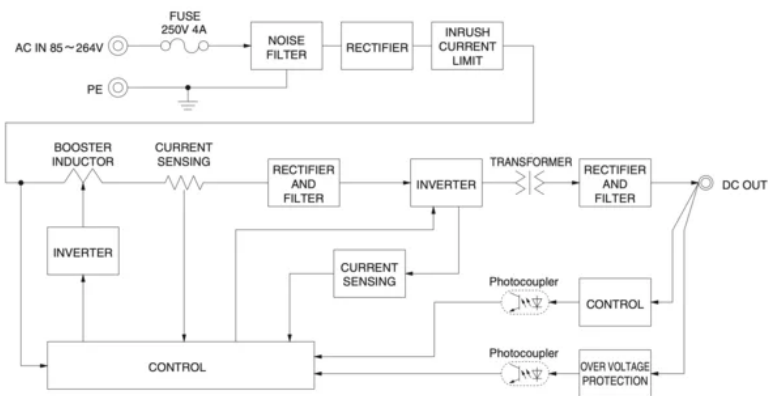 FUSE
250V 4A
AC IN 85～264V
NOISE
FILTER
RECTIFIER
INRUSH
CURRENT
LIMIT
PE
BOOSTER
INDUCTOR
CURRENT
SENSING
RECTIFIER
AND
FILTER
INVERTER
TRANSFORMER
RECTIFIER
AND
FILTER
DC OUT
INVERTER
CURRENT
SENSING
Photocoupler
CONTROL
CONTROL
Photocoupler
OVER VOLTAGE
PROTECTION